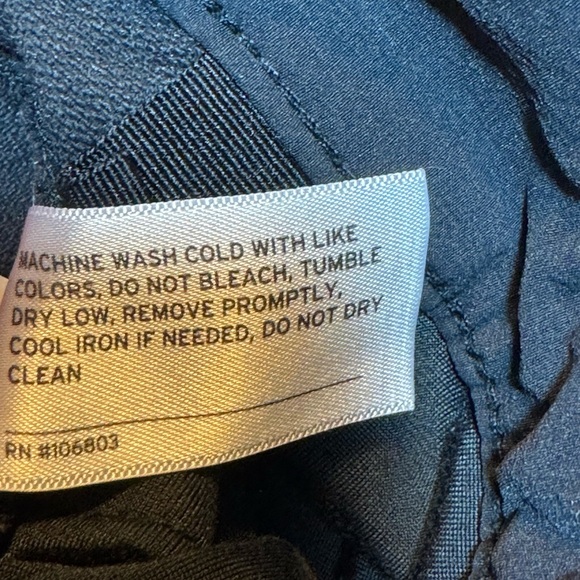 MACHINE WASH COLD WITH LIKE
COLORS, DO NOT BLEACH, TUMBLE
DRY LOW, REMOVE PROMPTLY,
COOL IRON IF NEEDED, DO NOT DRY
CLEAN
RN #106803